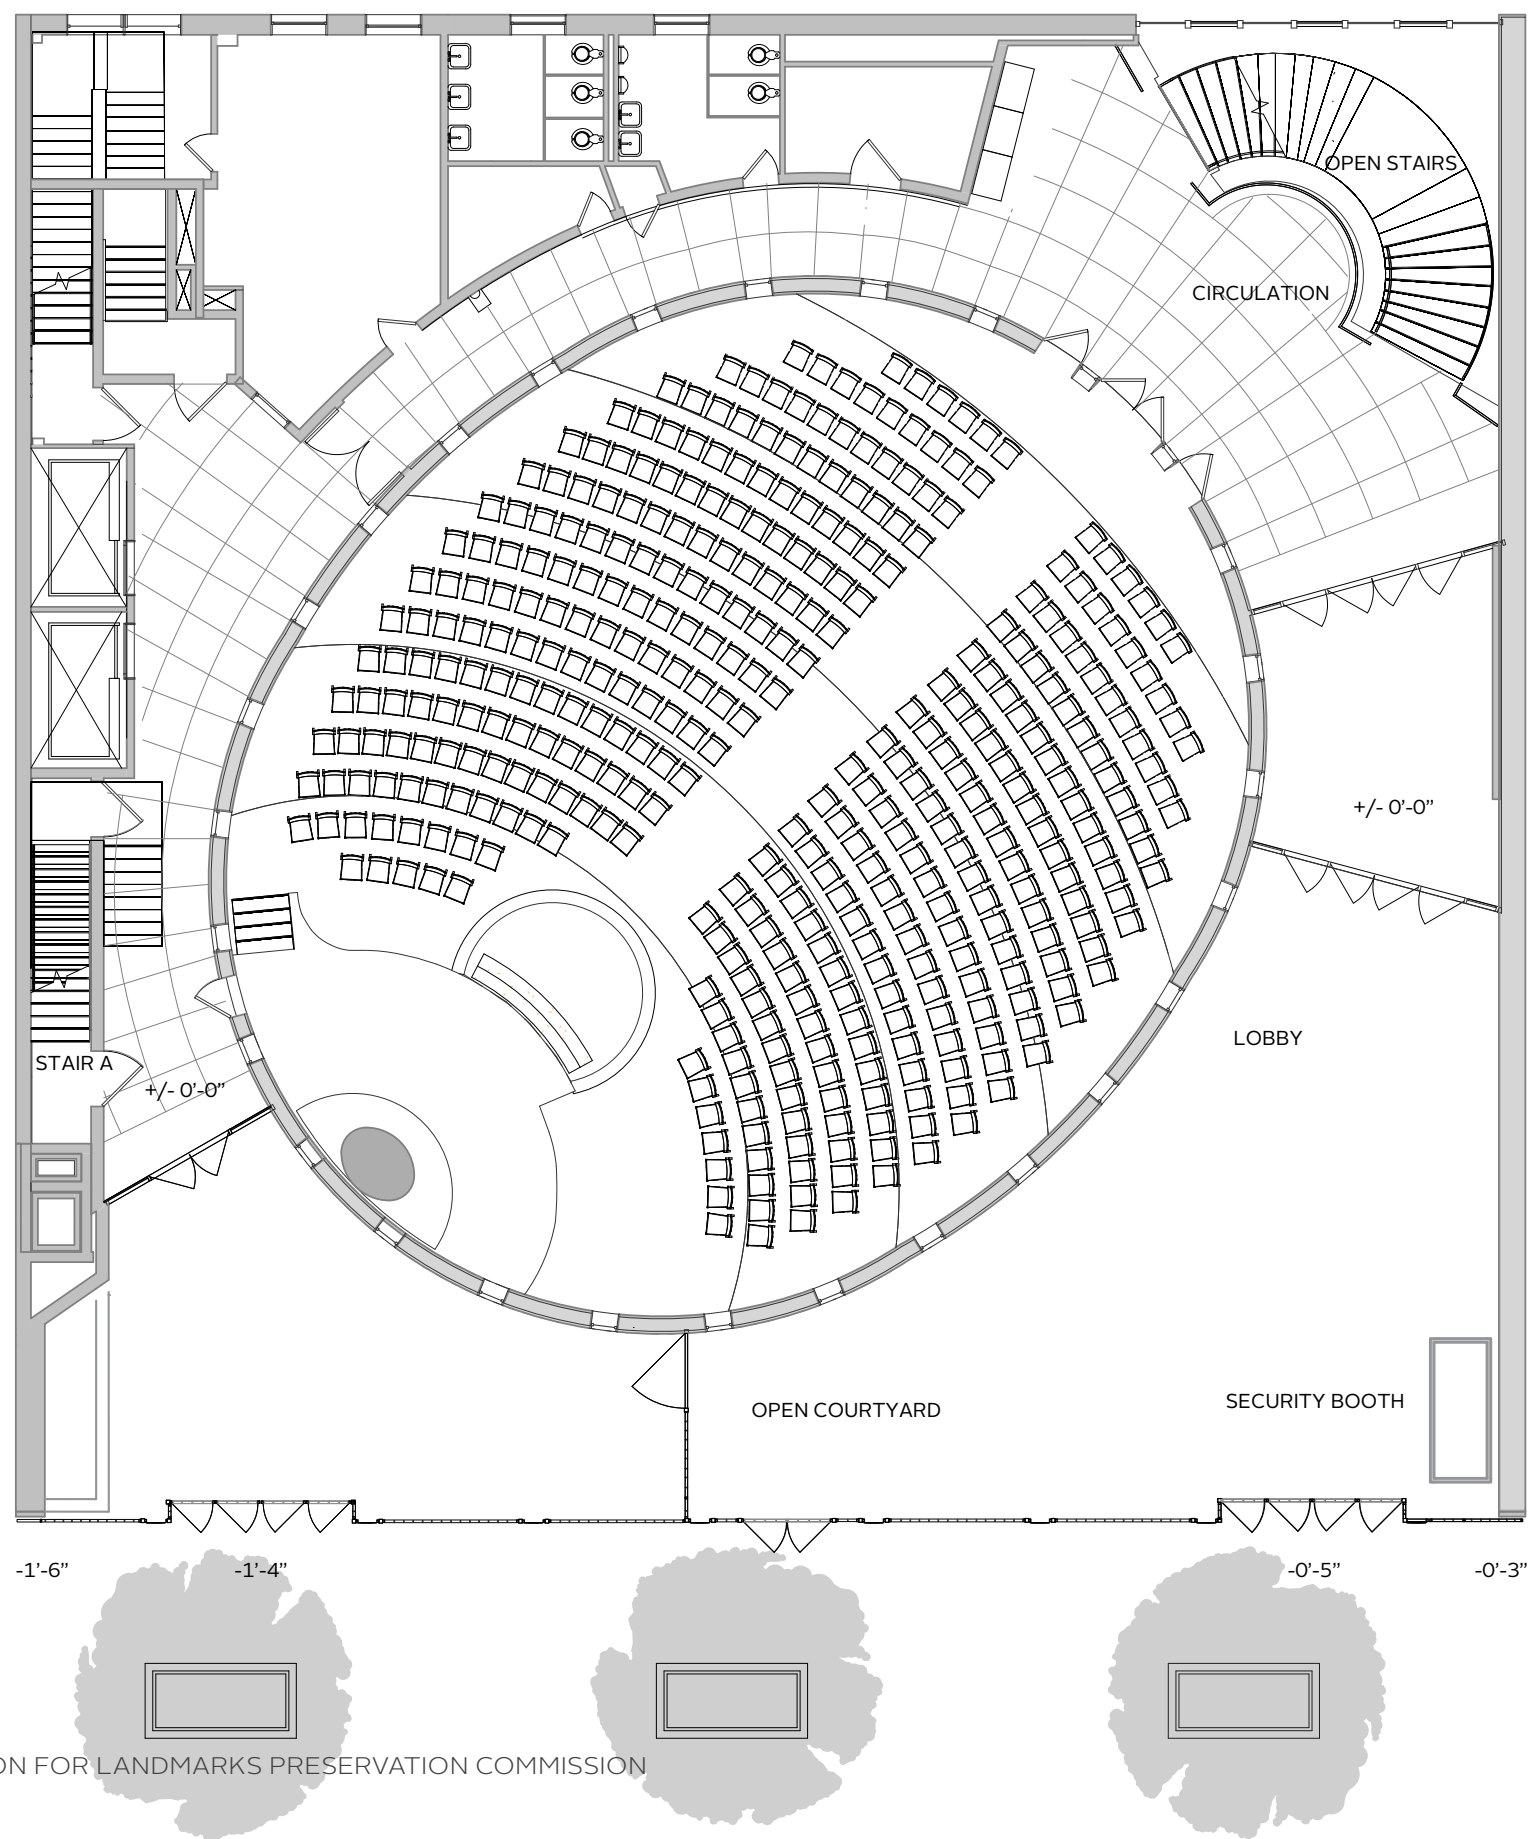 OPEN STAIRS
CIRCULATION
+/- 0'-0"
LOBBY
STAIR A
+/- 0'-0"
OPEN COURTYARD
SECURITY BOOTH
-1'-6"
-1'-4"
-0'-5"
-0'-3"
ON FOR LANDMARKS PRESERVATION COMMISSION